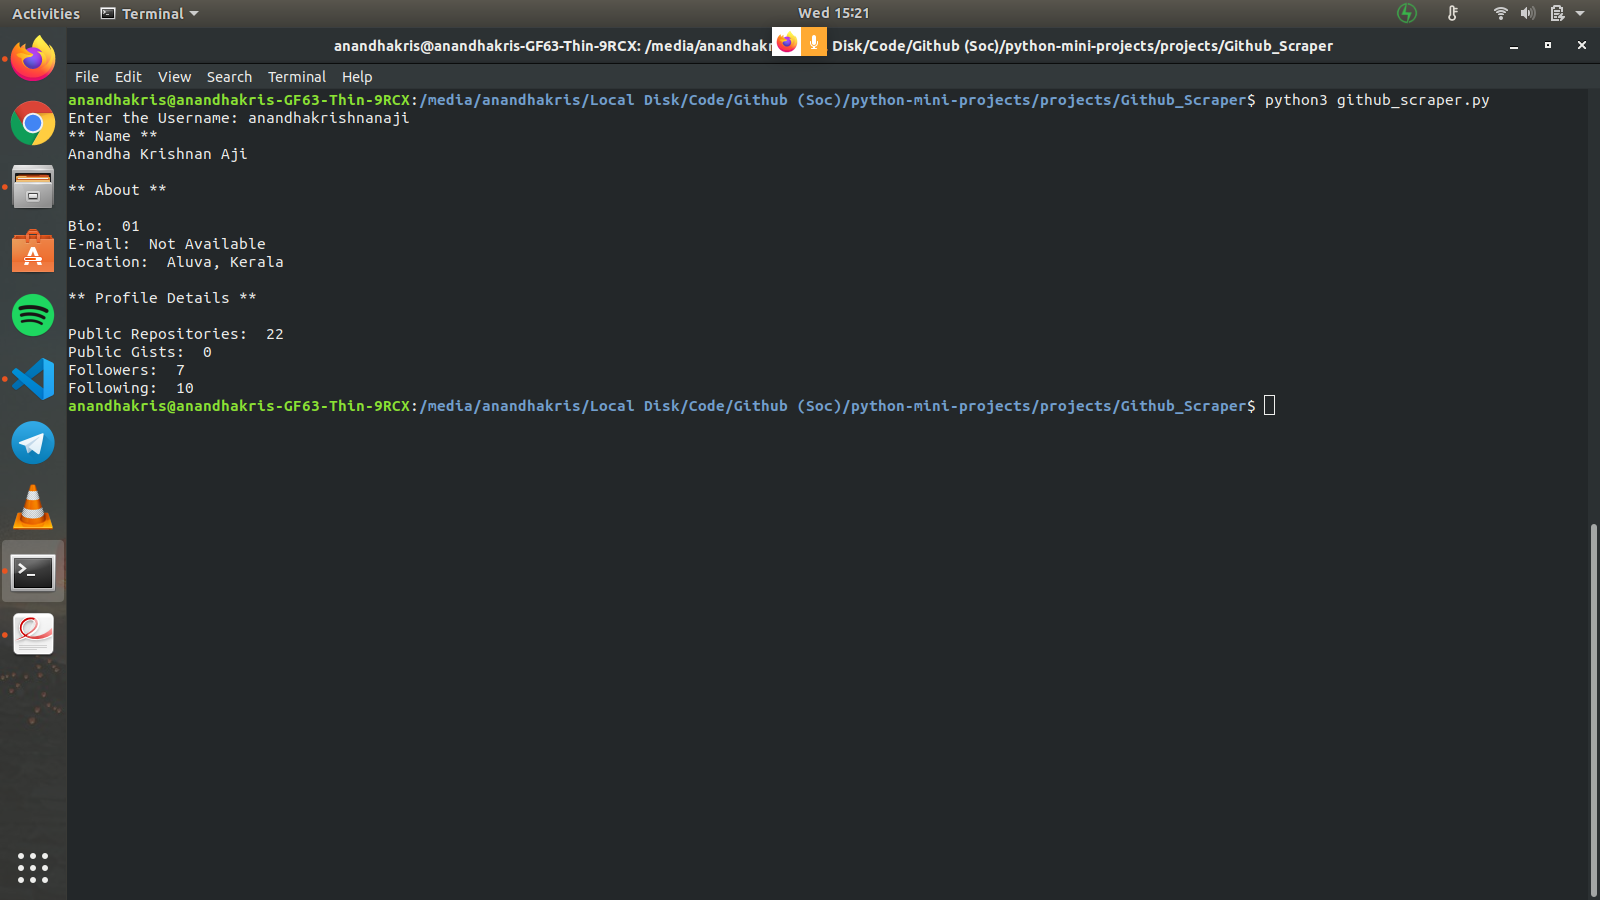 Activities Terminal Wed 15:21
anandhakris@anandhakris-GF63-Thin-9RCX: /media/anandhakr Disk/Code/Github (Soc)/python-mini-projects/projects/Github_Scraper
File Edit View Search Terminal Help
anandhakris@anandhakris-GF63-Thin-9RCX:/media/anandhakris/Local Disk/Code/Github (Soc)/python-mini-projects/projects/Github_Scraper$ python3 github_scraper.py
Enter the Username: anandhakrishnanaji
** Name **
Anandha Krishnan Aji
** About **
Bio:  01
E-mail:  Not Available
Location:  Aluva, Kerala
** Profile Details **
Public Repositories:  22
Public Gists:  0
Followers:  7
Following:  10
anandhakris@anandhakris-GF63-Thin-9RCX:/media/anandhakris/Local Disk/Code/Github (Soc)/python-mini-projects/projects/Github_Scraper$